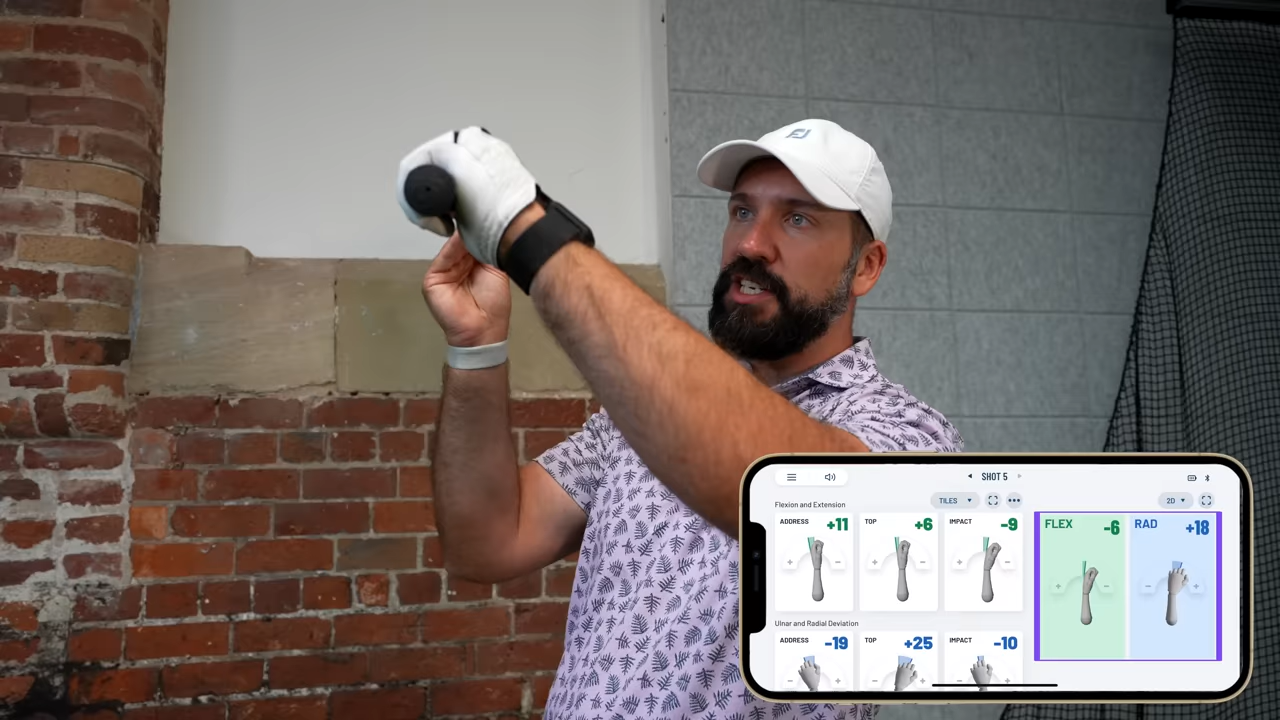 FJ
SHOT 5
TILES
2D
Flexion and Extension
ADDRESS +11
TOP +6
IMPACT -9
FLEX -6
RAD +18
+ -
+ -
+ -
+ -
- +
Ulnar and Radial Deviation
ADDRESS -19
TOP +25
IMPACT -10
- +